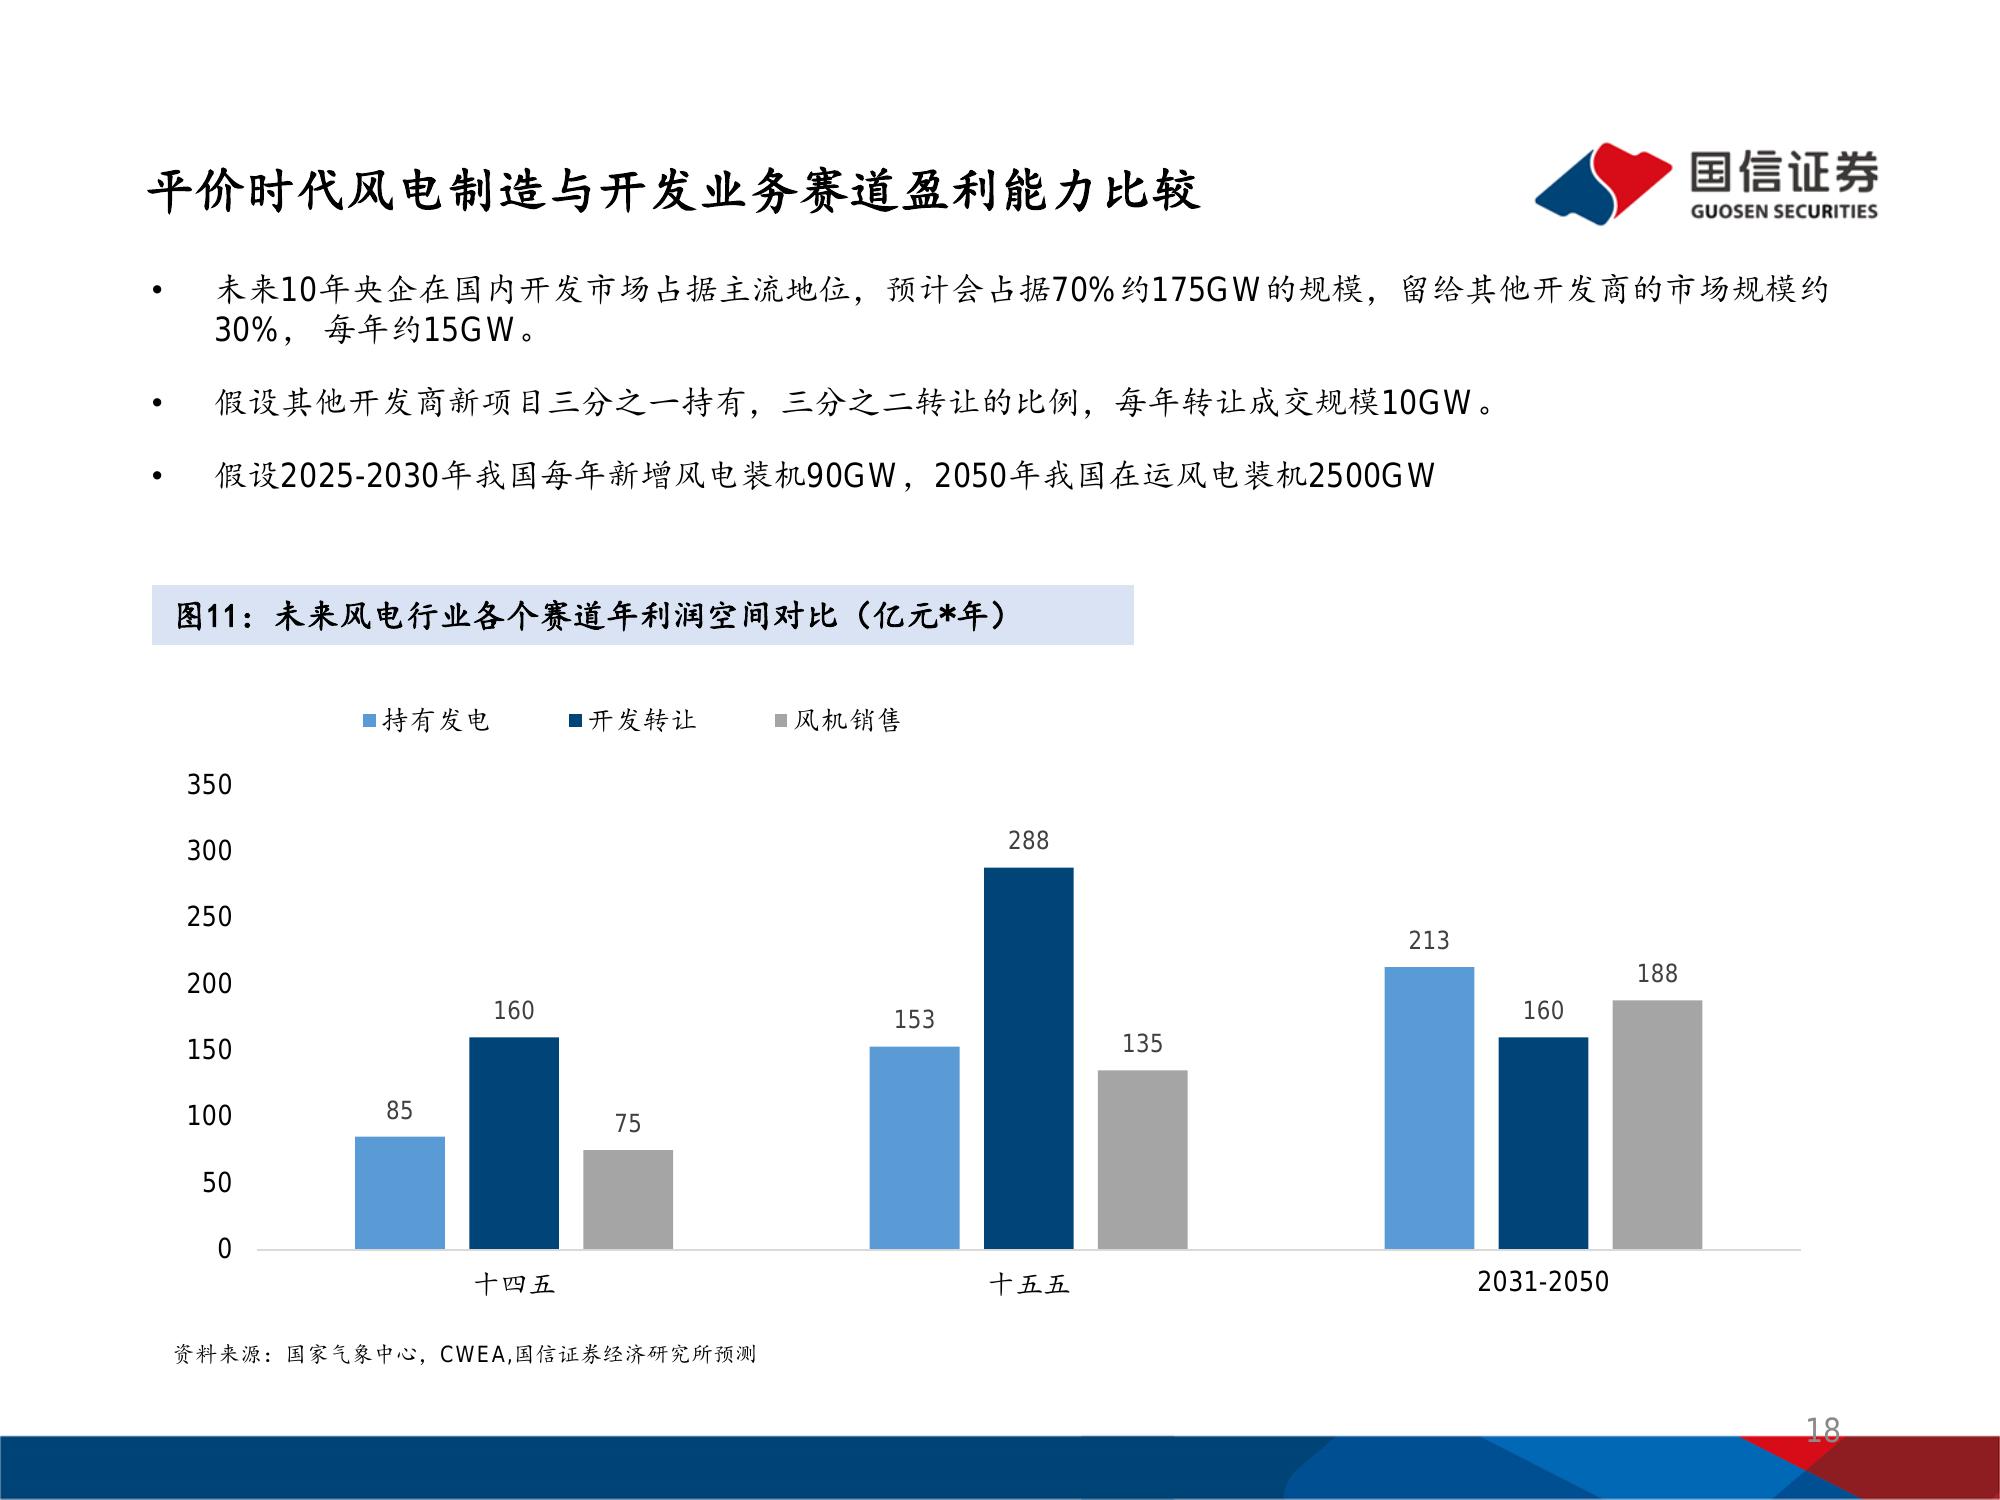 平价时代风电制造与开发业务赛道盈利能力比较
国信证券
GUOSEN SECURITIES
• 未来10年央企在国内开发市场占据主流地位，预计会占据70%约175GW的规模，留给其他开发商的市场规模约
30%， 每年约15GW。
• 假设其他开发商新项目三分之一持有，三分之二转让的比例，每年转让成交规模10GW。
• 假设2025-2030年我国每年新增风电装机90GW，2050年我国在运风电装机2500GW
图11：未来风电行业各个赛道年利润空间对比（亿元*年）
持有发电 开发转让 风机销售
350
300
250
200
150
100
50
0
85
160
75
153
288
135
213
160
188
十四五 十五五 2031-2050
资料来源：国家气象中心，CWEA,国信证券经济研究所预测
18